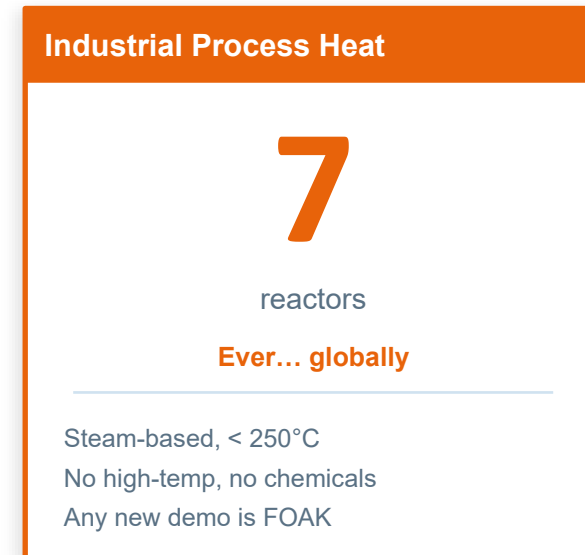 Industrial Process Heat
7
reactors
Ever… globally
Steam-based, < 250°C
No high-temp, no chemicals
Any new demo is FOAK